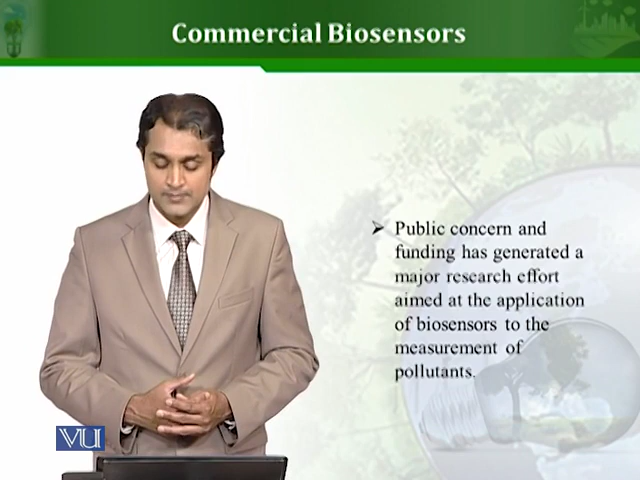 Commercial Biosensors
➤ Public concern and
funding has generated a
major research effort
aimed at the application
of biosensors to the
measurement of
pollutants.
VU